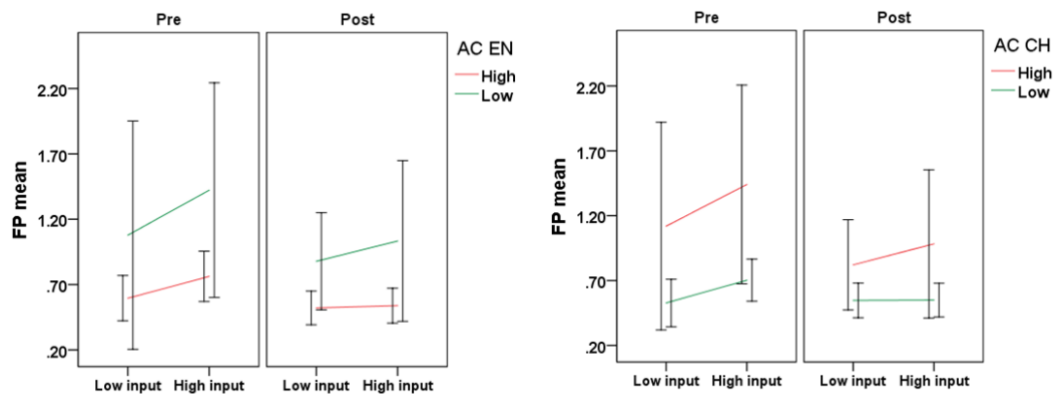 Pre Post
AC EN
High
Low
FP mean
2.20
1.70
1.20
.70
.20
Low input High input Low input High input
Pre Post
AC CH
High
Low
FP mean
2.20
1.70
1.20
.70
.20
Low input High input Low input High input